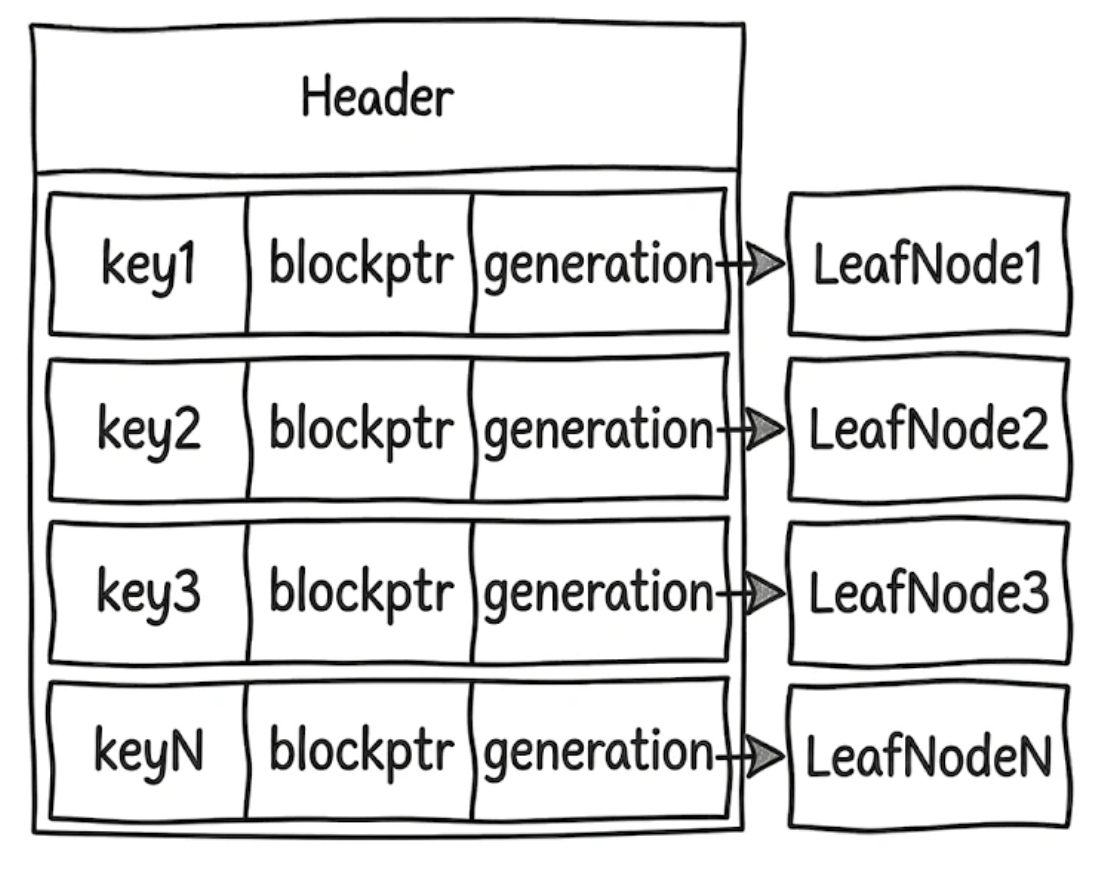 Header
key1 blockptr generation LeafNode1
key2 blockptr generation LeafNode2
key3 blockptr generation LeafNode3
keyN blockptr generation LeafNodeN